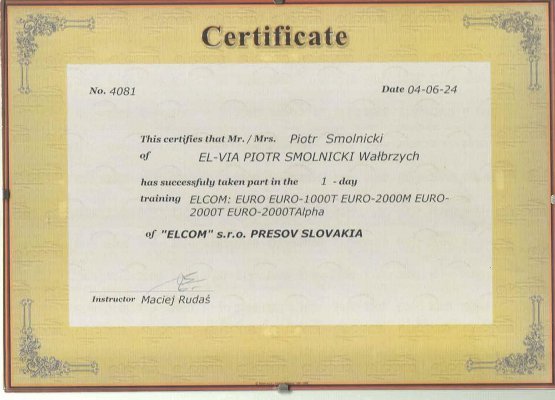 Certificate
No. 4081 Date 04-06-24
This certifies that Mr. / Mrs. Piotr Smolnicki
of EL-VIA PIOTR SMOLNICKI Wałbrzych
has successfuly taken part in the 1 - day
training ELCOM: EURO EURO-1000T EURO-2000M EURO-
2000T EURO-2000TAlpha
of "ELCOM" s.r.o. PRESOV SLOVAKIA
Instructor Maciej Rudaś